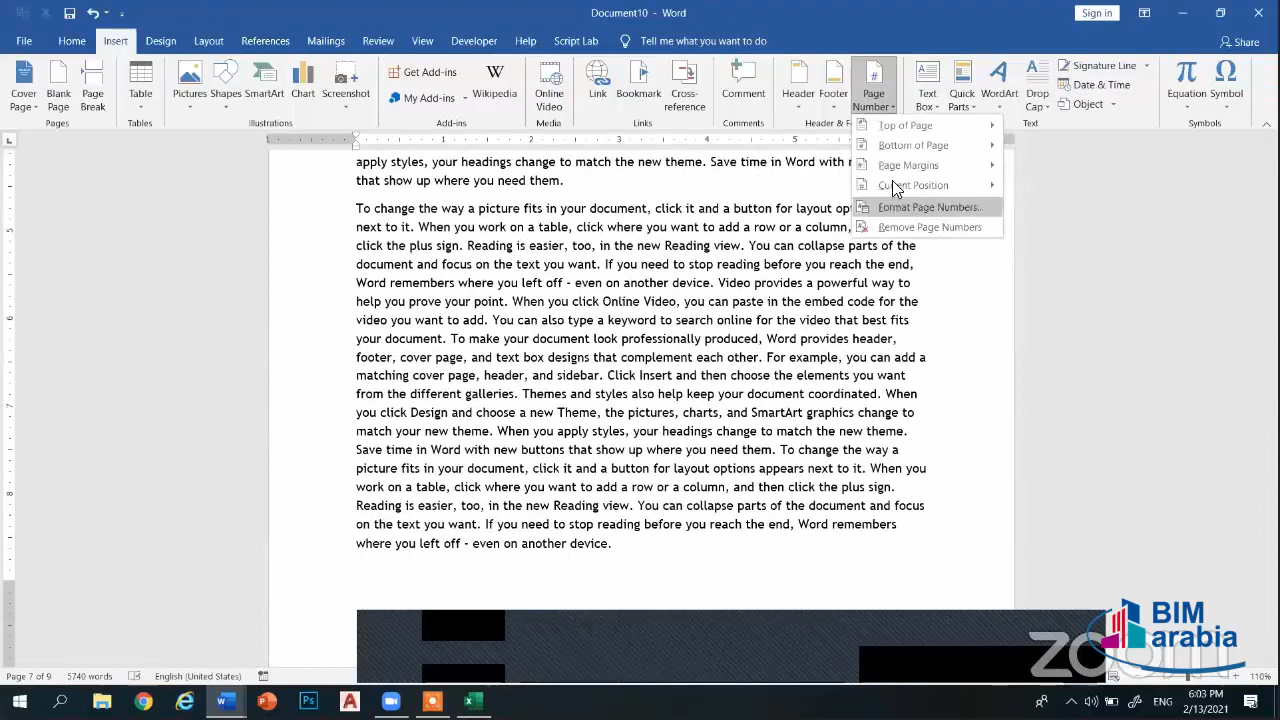 Document10 - Word
Sign in
File
Home
Insert
Design
Layout
References
Mailings
Review
View
Developer
Help
Script Lab
Tell me what you want to do
Share
Cover
Page
Blank
Page
Page
Break
Table
Pictures
Shapes
SmartArt
Chart
Screenshot
Get Add-ins
My Add-ins
Wikipedia
Online
Video
Link
Bookmark
Cross-
reference
Comment
Header
Footer
Page
Number
Text
Box
Quick
Parts
WordArt
Drop
Cap
Signature Line
Date & Time
Object
Equation
Symbol
Pages
Tables
Illustrations
Add-ins
Media
Links
Comments
Header & F
Text
Symbols
Top of Page
Bottom of Page
Page Margins
Current Position
Format Page Numbers...
Remove Page Numbers
apply styles, your headings change to match the new theme. Save time in Word with
that show up where you need them.
To change the way a picture fits in your document, click it and a button for layout
next to it. When you work on a table, click where you want to add a row or a column,
click the plus sign. Reading is easier, too, in the new Reading view. You can collapse parts of the
document and focus on the text you want. If you need to stop reading before you reach the end,
Word remembers where you left off - even on another device. Video provides a powerful way to
help you prove your point. When you click Online Video, you can paste in the embed code for the
video you want to add. You can also type a keyword to search online for the video that best fits
your document. To make your document look professionally produced, Word provides header,
footer, cover page, and text box designs that complement each other. For example, you can add a
matching cover page, header, and sidebar. Click Insert and then choose the elements you want
from the different galleries. Themes and styles also help keep your document coordinated. When
you click Design and choose a new Theme, the pictures, charts, and SmartArt graphics change to
match your new theme. When you apply styles, your headings change to match the new theme.
Save time in Word with new buttons that show up where you need them. To change the way a
picture fits in your document, click it and a button for layout options appears next to it. When you
work on a table, click where you want to add a row or a column, and then click the plus sign.
Reading is easier, too, in the new Reading view. You can collapse parts of the document and focus
on the text you want. If you need to stop reading before you reach the end, Word remembers
where you left off - even on another device.
BIM
arabia
zoom
Page 7 of 9
5740 words
English (United States)
110%
ENG
6:03 PM
2/13/2021